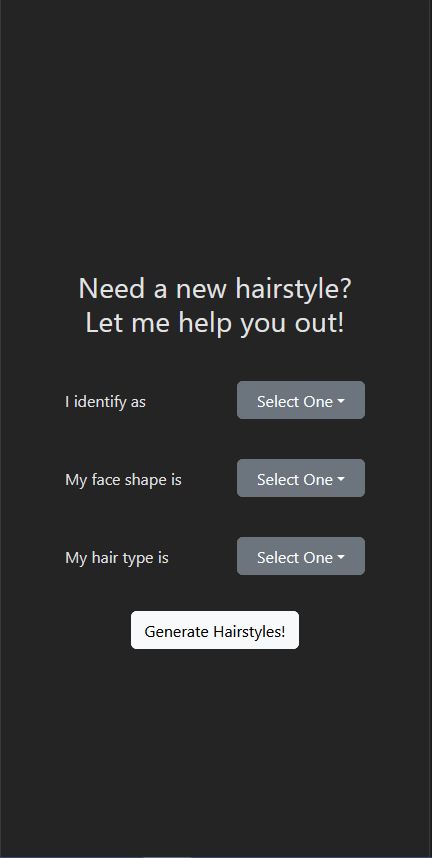 Need a new hairstyle?
Let me help you out!
I identify as Select One
My face shape is Select One
My hair type is Select One
Generate Hairstyles!